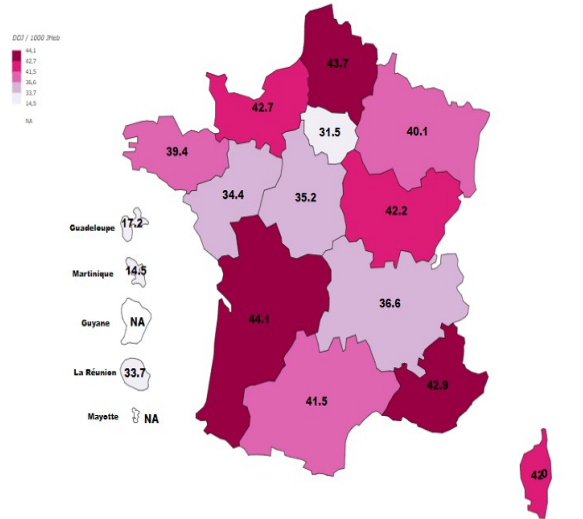 DDJ / 1000 JHeb
44,1
42,7
41,5
36,6
33,7
14,5
NA
43.7
42.7
31.5
40.1
39.4
34.4
35.2
42.2
Guadeloupe 17.2
Martinique 14.5
Guyane NA
La Réunion 33.7
Mayotte NA
36.6
44.1
42.9
41.5
42.0